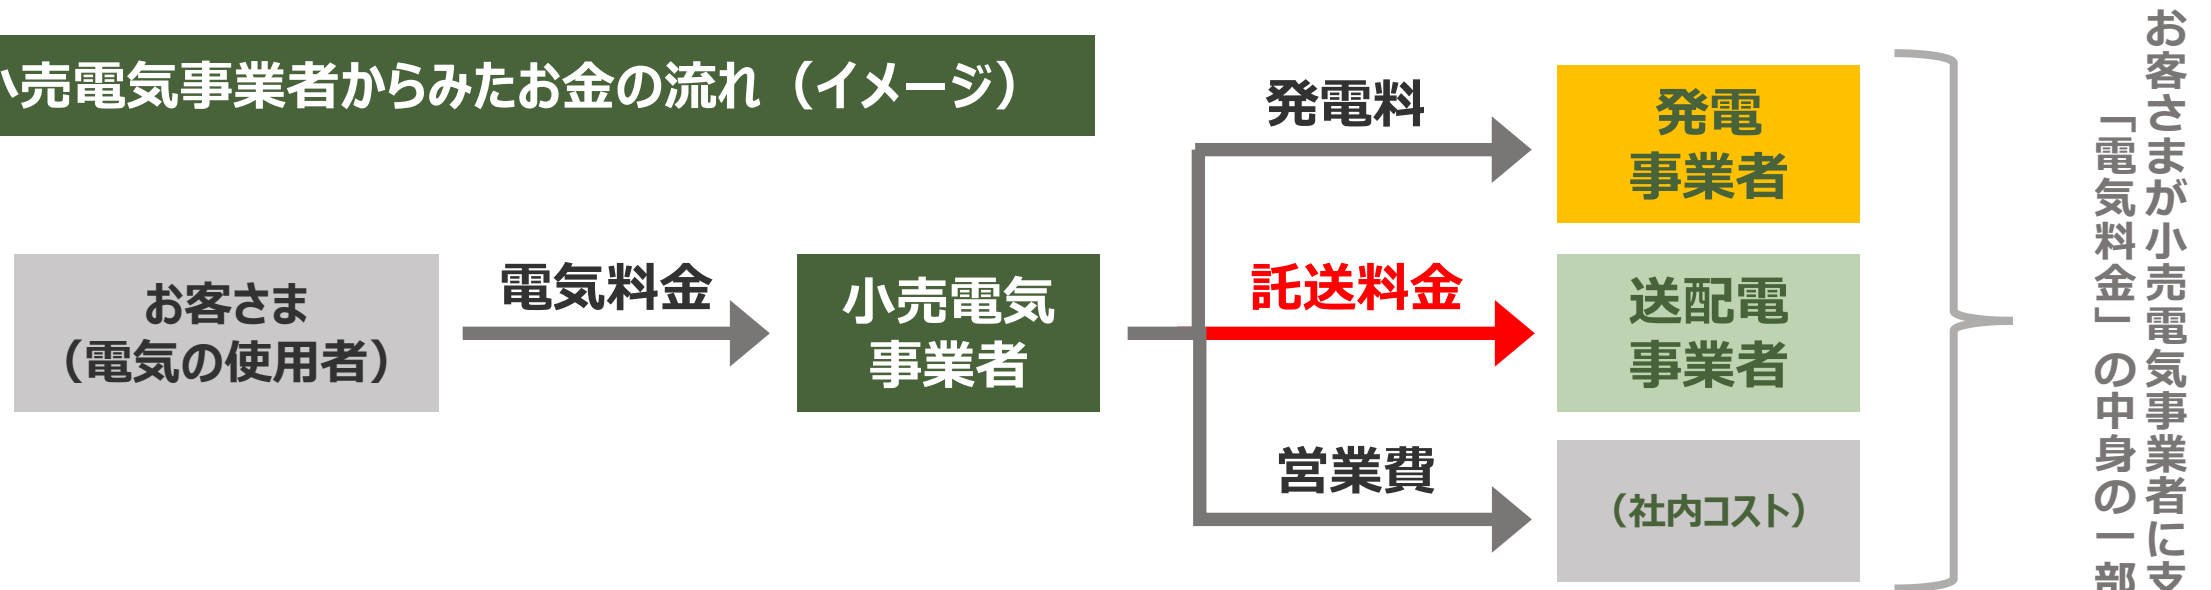 小売電気事業者からみたお金の流れ（イメージ）
お客さま
（電気の使用者）
電気料金
小売電気
事業者
発電料
発電
事業者
託送料金
送配電
事業者
営業費
（社内コスト）
お客さまが小売電気事業者に支
「電気料金」の中身の一部